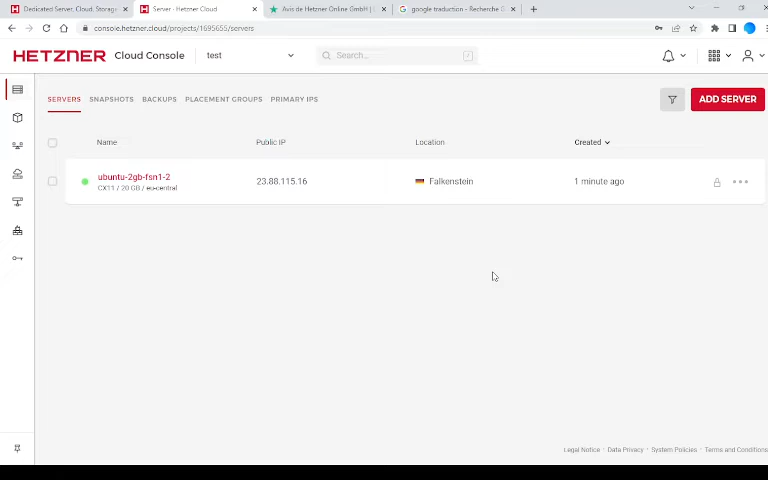 Dedicated Server, Cloud, Storage
Server - Hetzner Cloud
Avis de Hetzner Online GmbH |
google traduction - Recherche G
console.hetzner.cloud/projects/1695655/servers
HETZNER Cloud Console test Search... /
SERVERS SNAPSHOTS BACKUPS PLACEMENT GROUPS PRIMARY IPS ADD SERVER
Name Public IP Location Created
ubuntu-2gb-fsn1-2 23.88.115.16 Falkenstein 1 minute ago
CX11 / 20 GB / eu-central
Legal Notice · Data Privacy · System Policies · Terms and Conditions